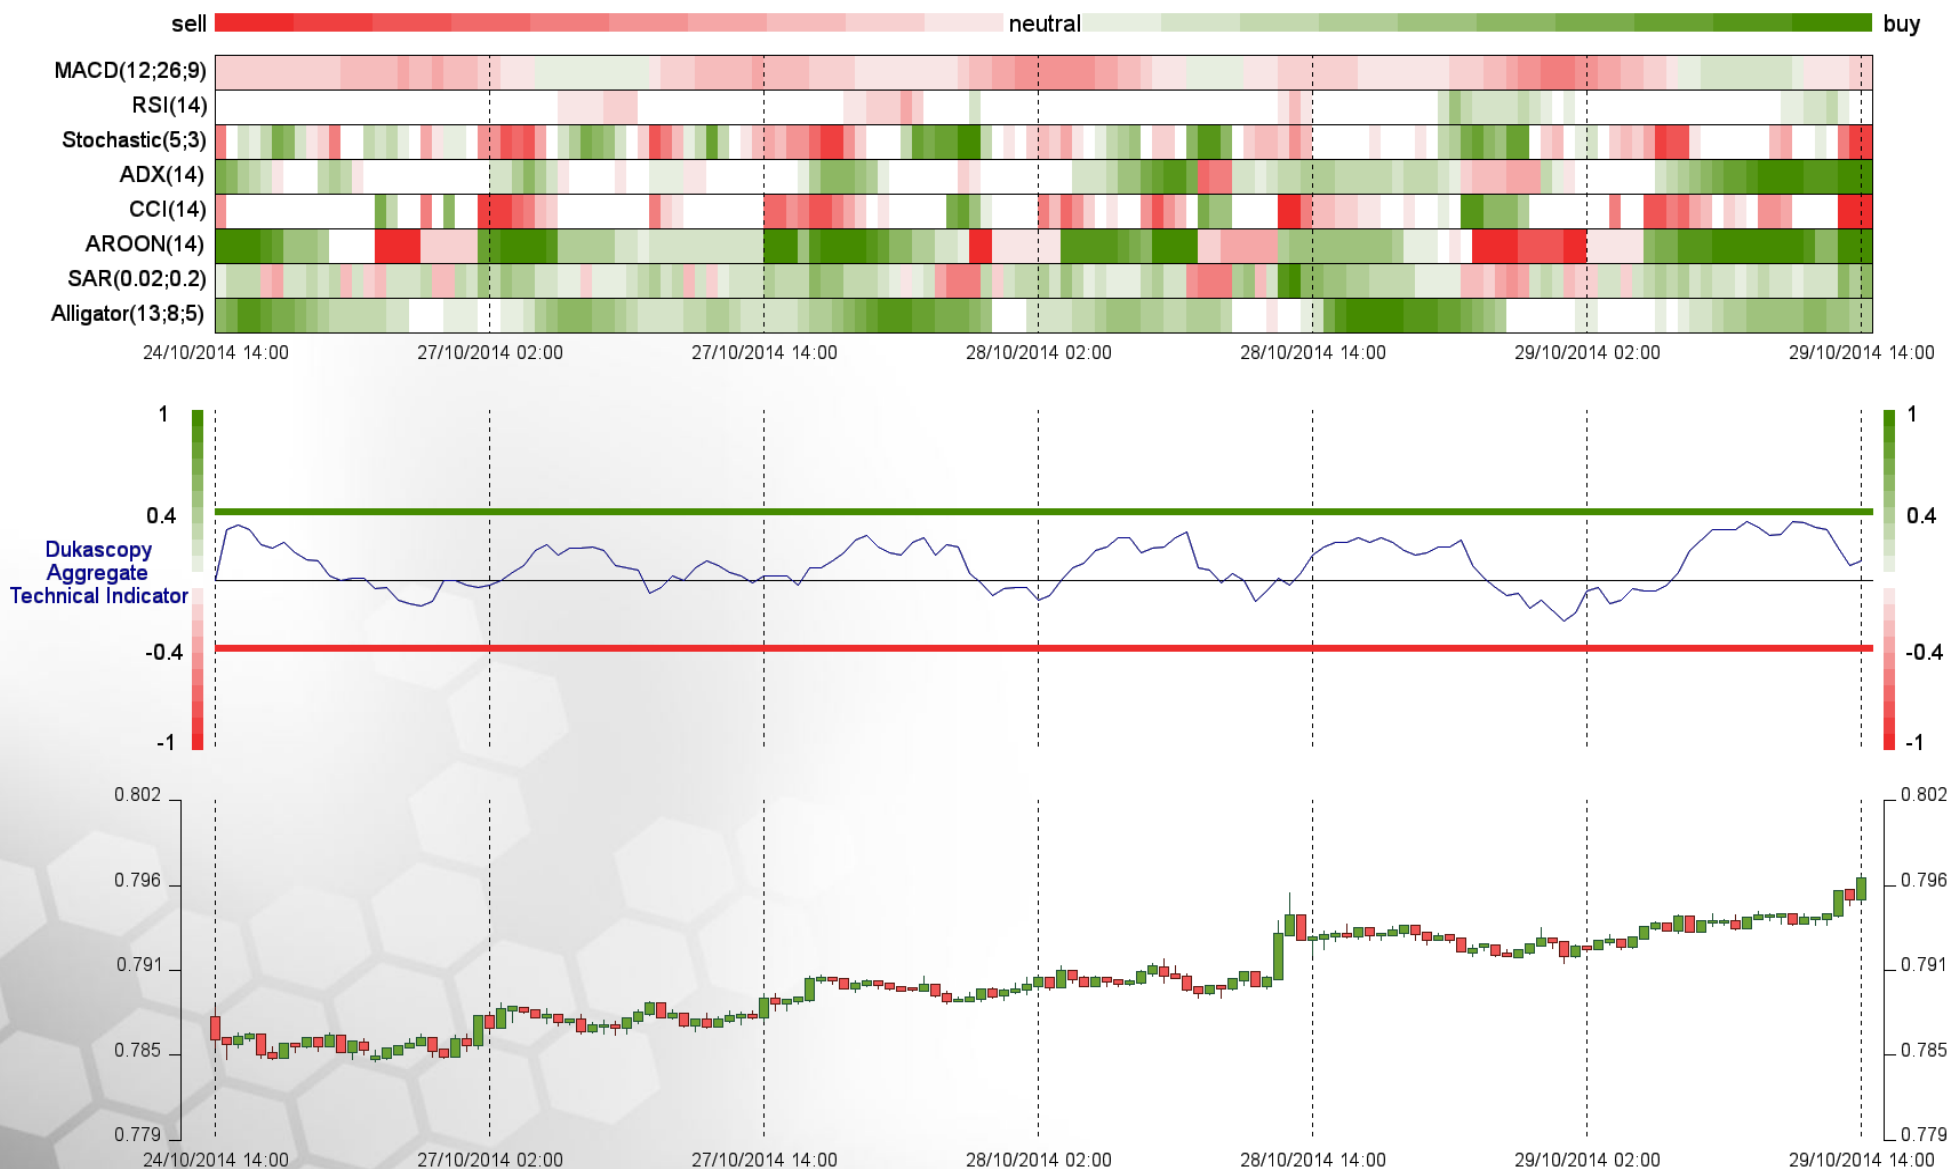 sell neutral buy
MACD(12;26;9)
RSI(14)
Stochastic(5;3)
ADX(14)
CCI(14)
AROON(14)
SAR(0.02;0.2)
Alligator(13;8;5)
24/10/2014 14:00 27/10/2014 02:00 27/10/2014 14:00 28/10/2014 02:00 28/10/2014 14:00 29/10/2014 02:00 29/10/2014 14:00
1 1
0.4 0.4
Dukascopy
Aggregate
Technical Indicator
-0.4 -0.4
-1 -1
0.802 0.802
0.796 0.796
0.791 0.791
0.785 0.785
0.779 0.779
24/10/2014 14:00 27/10/2014 02:00 27/10/2014 14:00 28/10/2014 02:00 28/10/2014 14:00 29/10/2014 02:00 29/10/2014 14:00